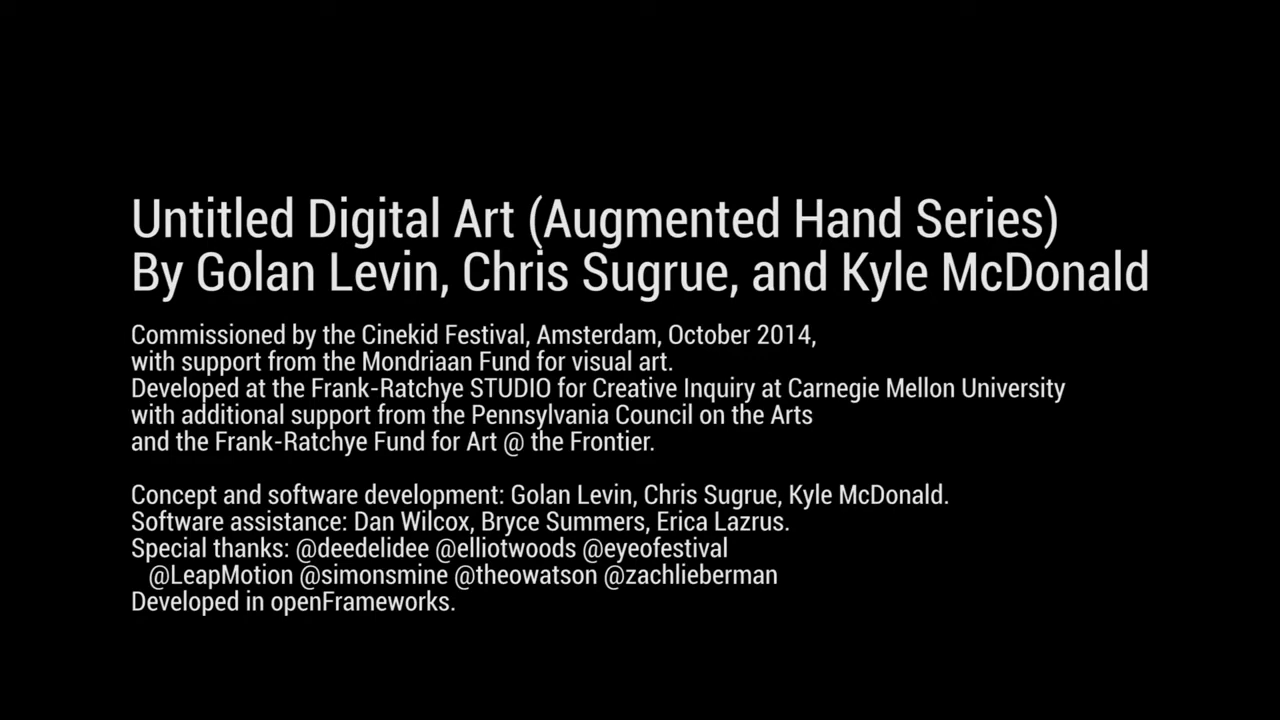 Untitled Digital Art (Augmented Hand Series)
By Golan Levin, Chris Sugrue, and Kyle McDonald
Commissioned by the Cinekid Festival, Amsterdam, October 2014,
with support from the Mondriaan Fund for visual art.
Developed at the Frank-Ratchye STUDIO for Creative Inquiry at Carnegie Mellon University
with additional support from the Pennsylvania Council on the Arts
and the Frank-Ratchye Fund for Art @ the Frontier.
Concept and software development: Golan Levin, Chris Sugrue, Kyle McDonald.
Software assistance: Dan Wilcox, Bryce Summers, Erica Lazrus.
Special thanks: @deedelidee @elliotwoods @eyeofestival
@LeapMotion @simonsmine @theowatson @zachlieberman
Developed in openFrameworks.